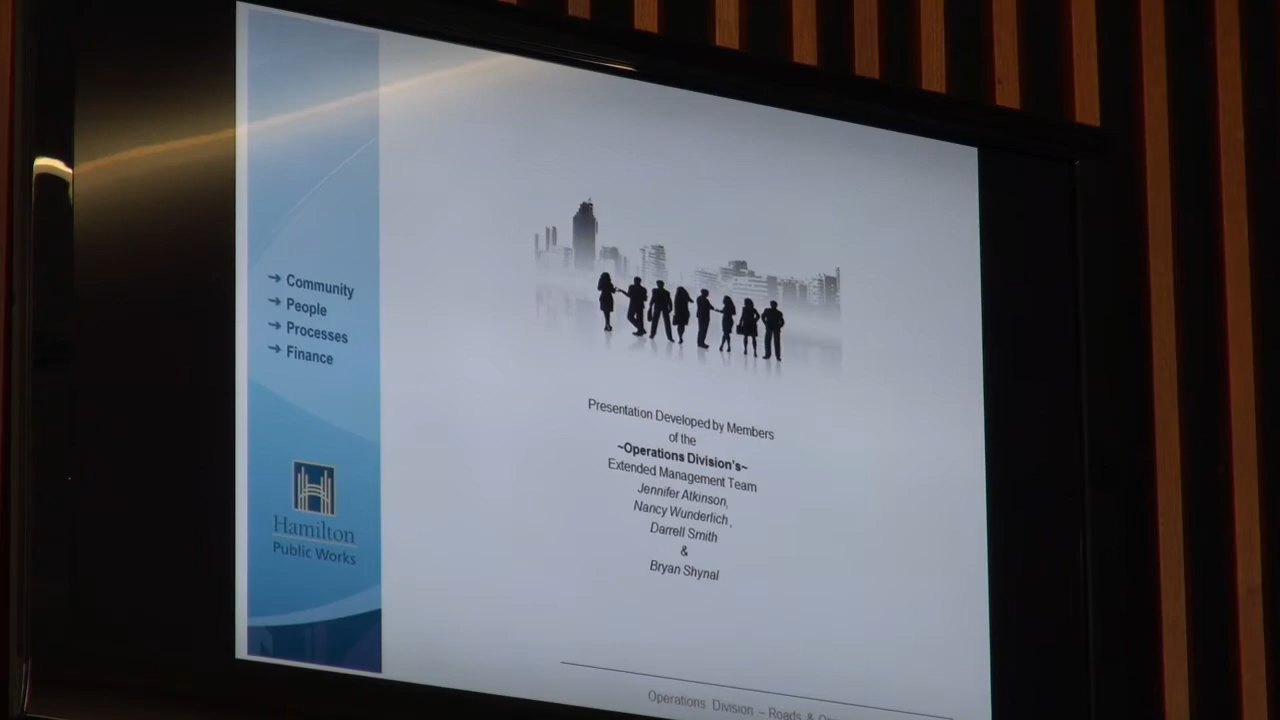 → Community
→ People
→ Processes
→ Finance
Hamilton
Public Works
Presentation Developed by Members
of the
~Operations Division's~
Extended Management Team
Jennifer Atkinson,
Nancy Wunderlich,
Darrell Smith
&
Bryan Shynal
Operations Division – Roads &